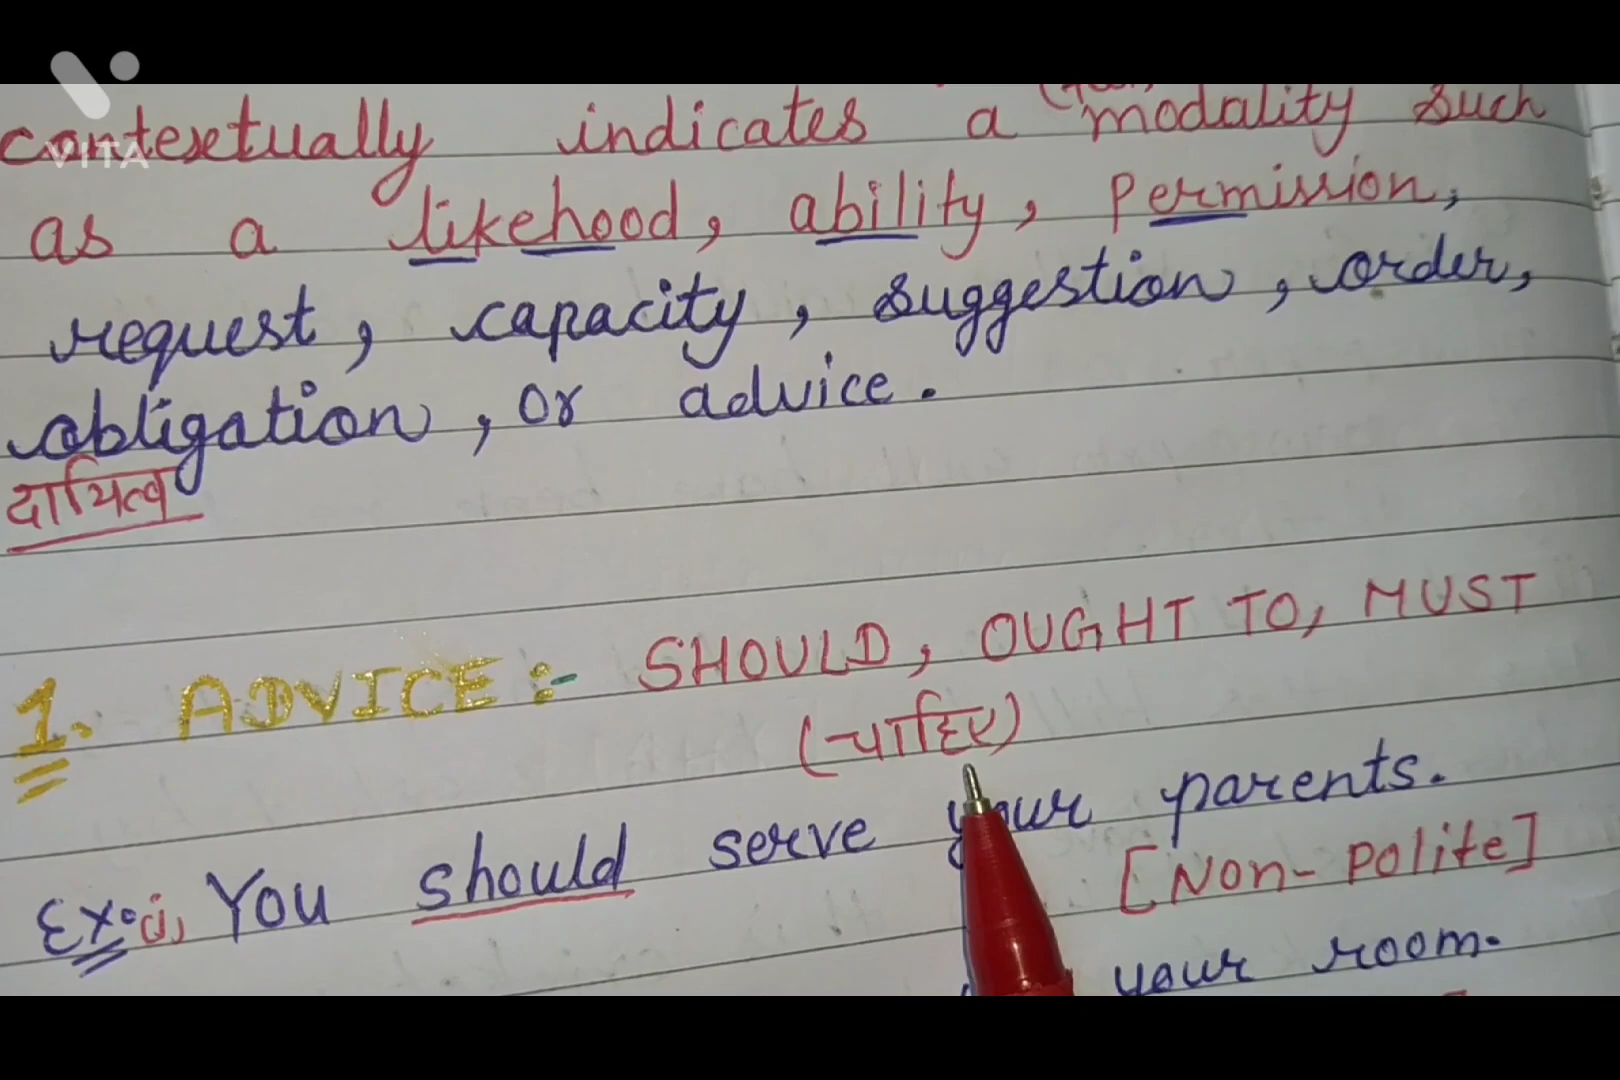 VITA
contextually indicates a modality such
as a likehood, ability, permission,
request, capacity, suggestion, order,
obligation, or advice.
दायित्व
1. ADVICE:- SHOULD, OUGHT TO, MUST
(चाहिए)
Ex:-i, You should serve your parents.
[Non-polite]
your room.